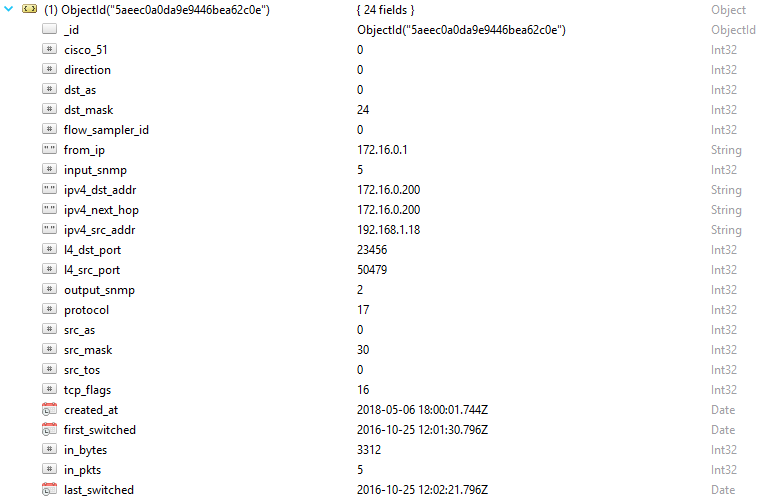 (1) ObjectId("5aeec0a0da9e9446bea62c0e") { 24 fields } Object
_id ObjectId("5aeec0a0da9e9446bea62c0e") ObjectId
# cisco_51 0 Int32
# direction 0 Int32
# dst_as 0 Int32
# dst_mask 24 Int32
# flow_sampler_id 0 Int32
" " from_ip 172.16.0.1 String
# input_snmp 5 Int32
" " ipv4_dst_addr 172.16.0.200 String
" " ipv4_next_hop 172.16.0.200 String
" " ipv4_src_addr 192.168.1.18 String
# l4_dst_port 23456 Int32
# l4_src_port 50479 Int32
# output_snmp 2 Int32
# protocol 17 Int32
# src_as 0 Int32
# src_mask 30 Int32
# src_tos 0 Int32
# tcp_flags 16 Int32
created_at 2018-05-06 18:00:01.744Z Date
first_switched 2016-10-25 12:01:30.796Z Date
# in_bytes 3312 Int32
# in_pkts 5 Int32
last_switched 2016-10-25 12:02:21.796Z Date